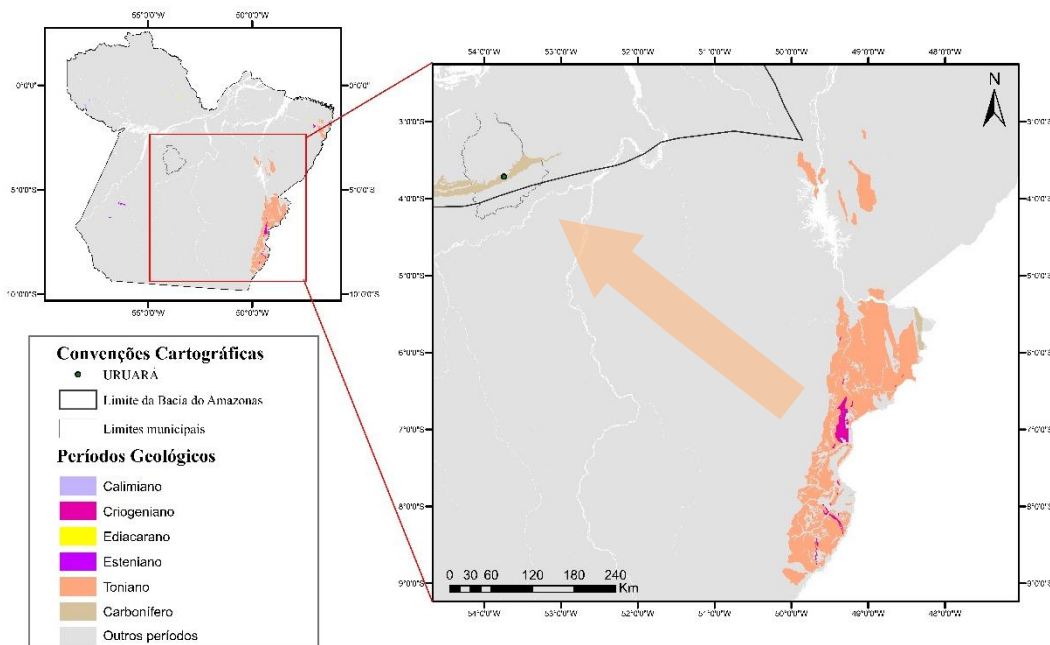 55°0'0"W 50°0'0"W
0°0'0" 0°0'0"
5°0'0"S 5°0'0"S
10°0'0"S 10°0'0"S
55°0'0"W 50°0'0"W
54°0'0"W 53°0'0"W 52°0'0"W 51°0'0"W 50°0'0"W 49°0'0"W 48°0'0"W
N
3°0'0"S 3°0'0"S
4°0'0"S 4°0'0"S
5°0'0"S 5°0'0"S
6°0'0"S 6°0'0"S
7°0'0"S 7°0'0"S
8°0'0"S 8°0'0"S
9°0'0"S 9°0'0"S
0 30 60 120 180 240
Km
54°0'0"W 53°0'0"W 52°0'0"W 51°0'0"W 50°0'0"W 49°0'0"W 48°0'0"W
Convenções Cartográficas
URUARÁ
Limite da Bacia do Amazonas
Limites municipais
Períodos Geológicos
Calimiano
Criogeniano
Ediacarano
Esteniano
Toniano
Carbonífero
Outros períodos